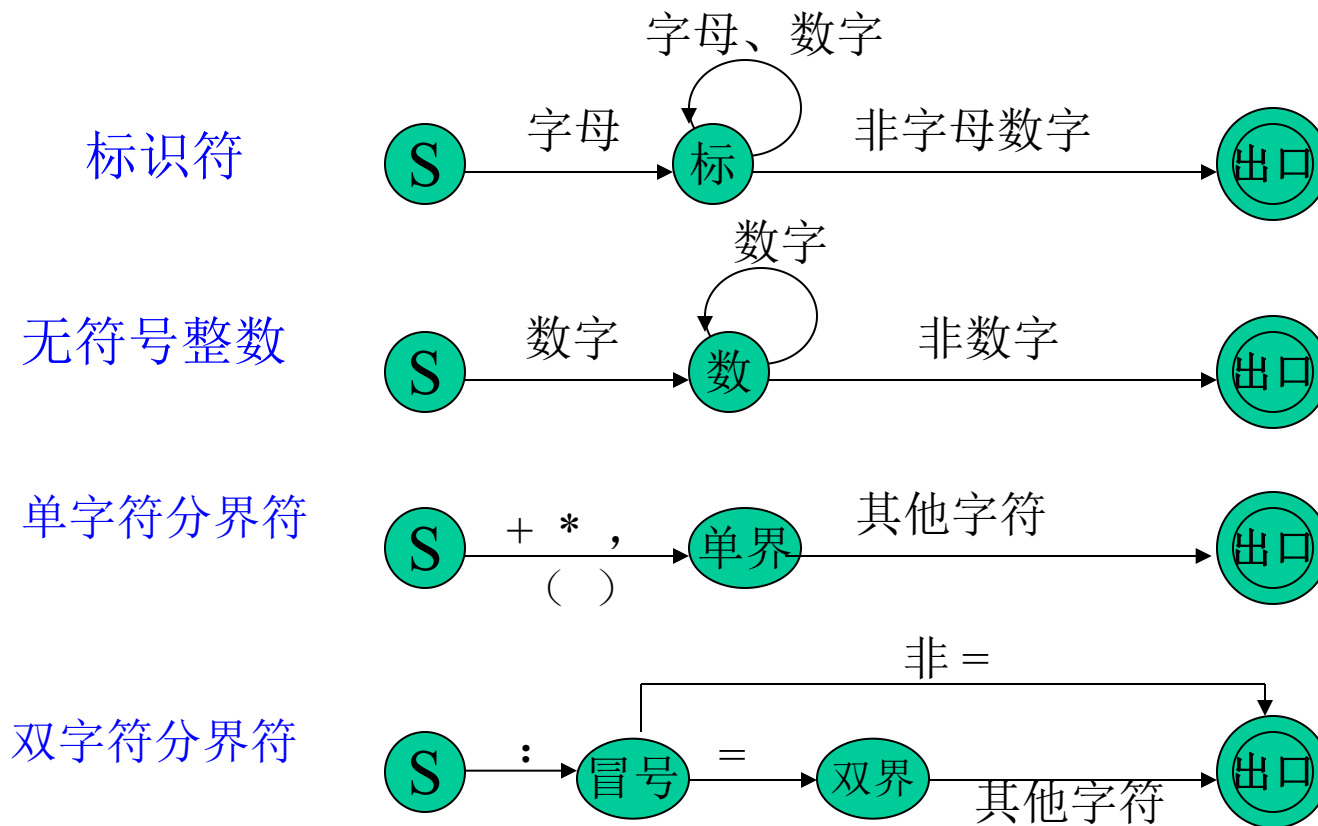 字母、数字
标识符 S 字母 标 非字母数字 出口
数字
无符号整数 S 数字 数 非数字 出口
单字符分界符 S + * , 单界 其他字符 出口
( )
非 =
双字符分界符 S : 冒号 = 双界 其他字符 出口